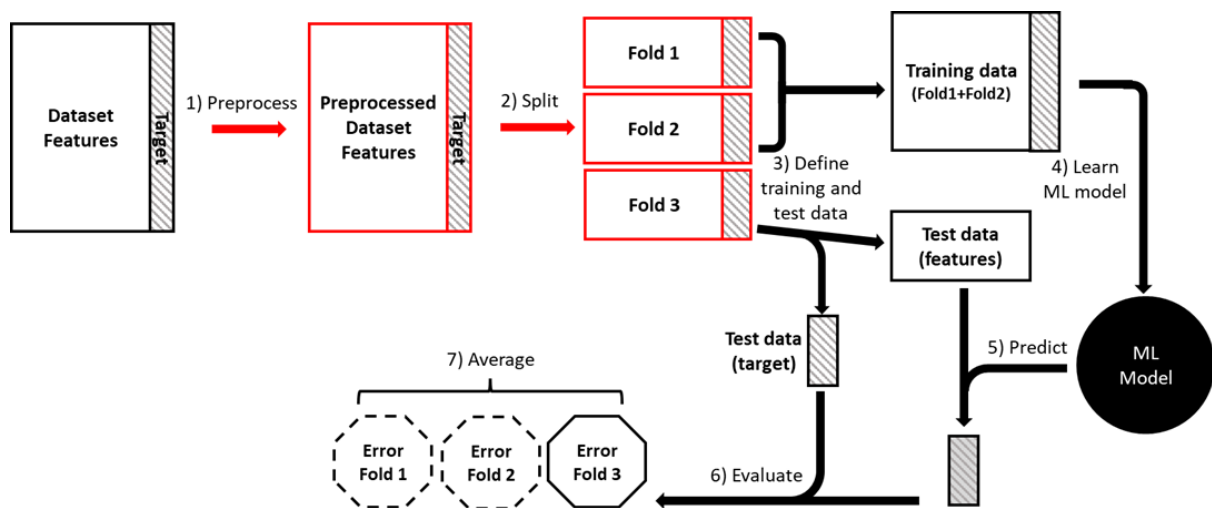 Dataset
Features
Target
1) Preprocess
Preprocessed
Dataset
Features
Target
2) Split
Fold 1
Fold 2
Fold 3
3) Define
training and
test data
Training data
(Fold1+Fold2)
4) Learn
ML model
Test data
(features)
Test data
(target)
5) Predict
ML
Model
6) Evaluate
7) Average
Error
Fold 1
Error
Fold 2
Error
Fold 3